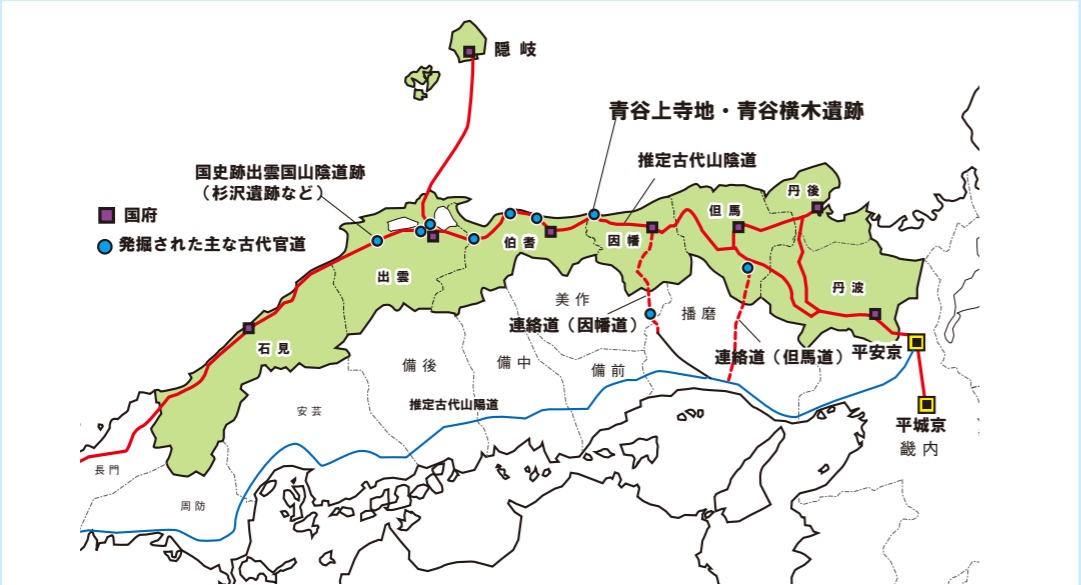 隠岐
青谷上寺地・青谷横木遺跡
推定古代山陰道
国史跡出雲国山陰道跡
（杉沢遺跡など）
国府
発掘された主な古代官道
丹後
但馬
因幡
伯耆
出雲
丹波
美作
播磨
連絡道（因幡道）
石見
連絡道（但馬道）
平安京
備後
備中
備前
安芸
推定古代山陽道
平城京
畿内
長門
周防